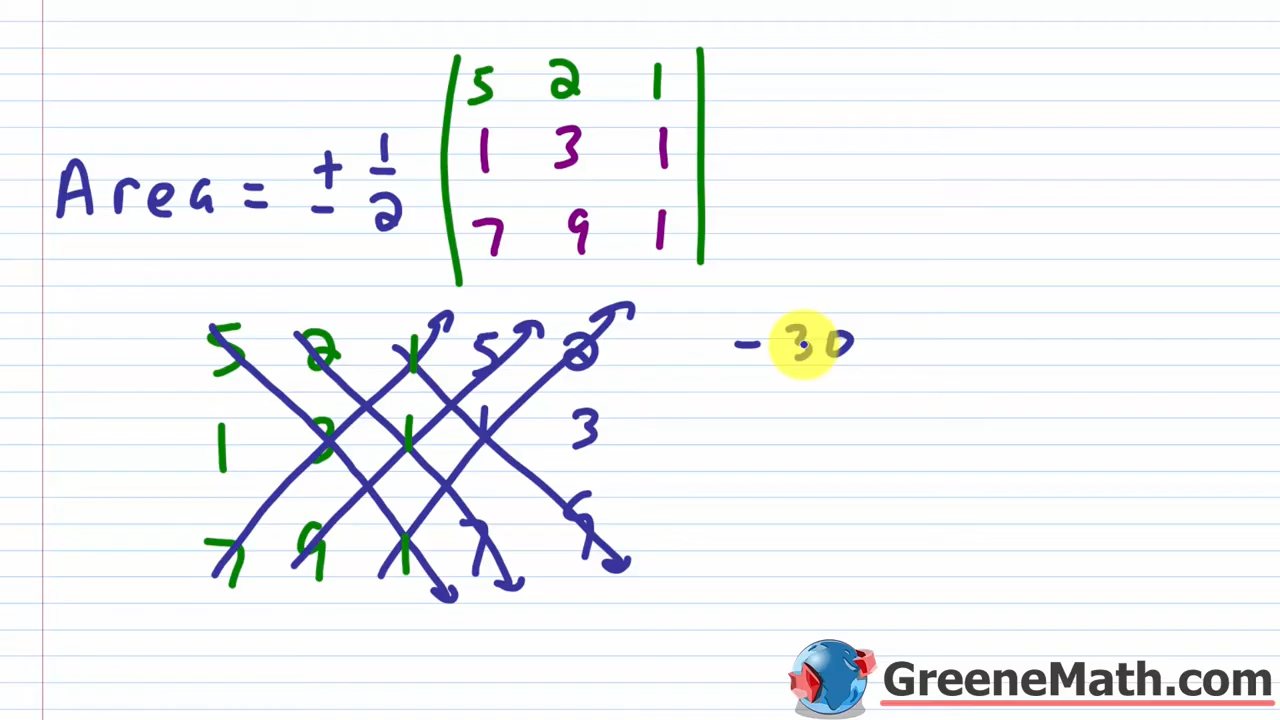 5 2 1
1 3 1
Area = ± 1/2
7 9 1
5 2 1 5 2 - 30
1 3 1 1 3
7 9 1 7 9
GreeneMath.com